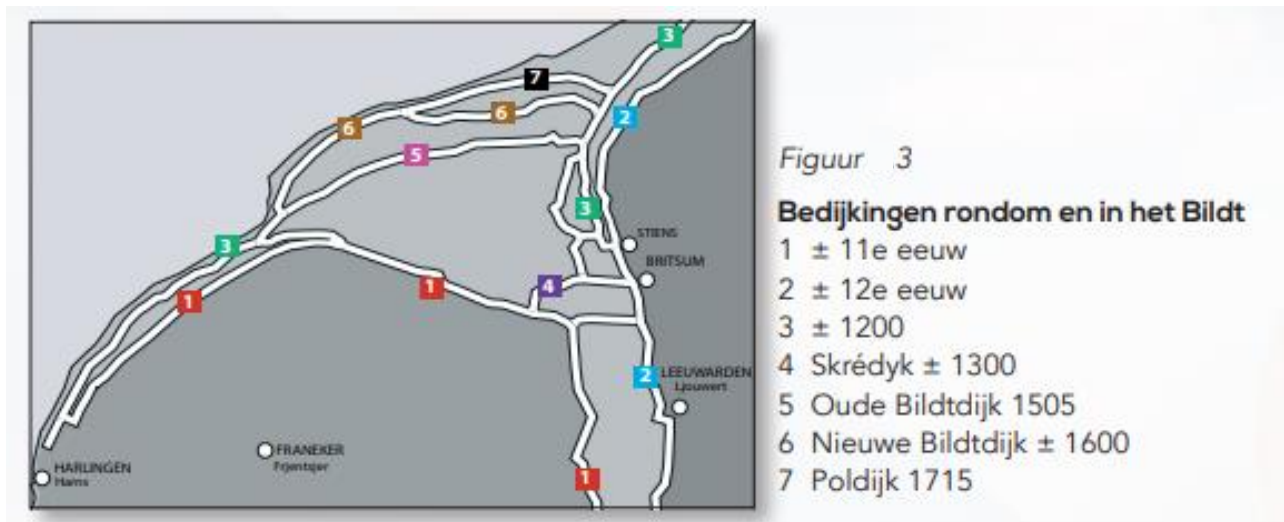 3
7
6
2
6
5
3
STIENS
3
BRITSUM
1
4
1
2
LEEUWARDEN
Ljouwert
FRANEKER
Frjentsjer
HARLINGEN
Harns
1
Figuur 3
Bedijkingen rondom en in het Bildt
1 ± 11e eeuw
2 ± 12e eeuw
3 ± 1200
4 Skrédyk ± 1300
5 Oude Bildtdijk 1505
6 Nieuwe Bildtdijk ± 1600
7 Poldijk 1715